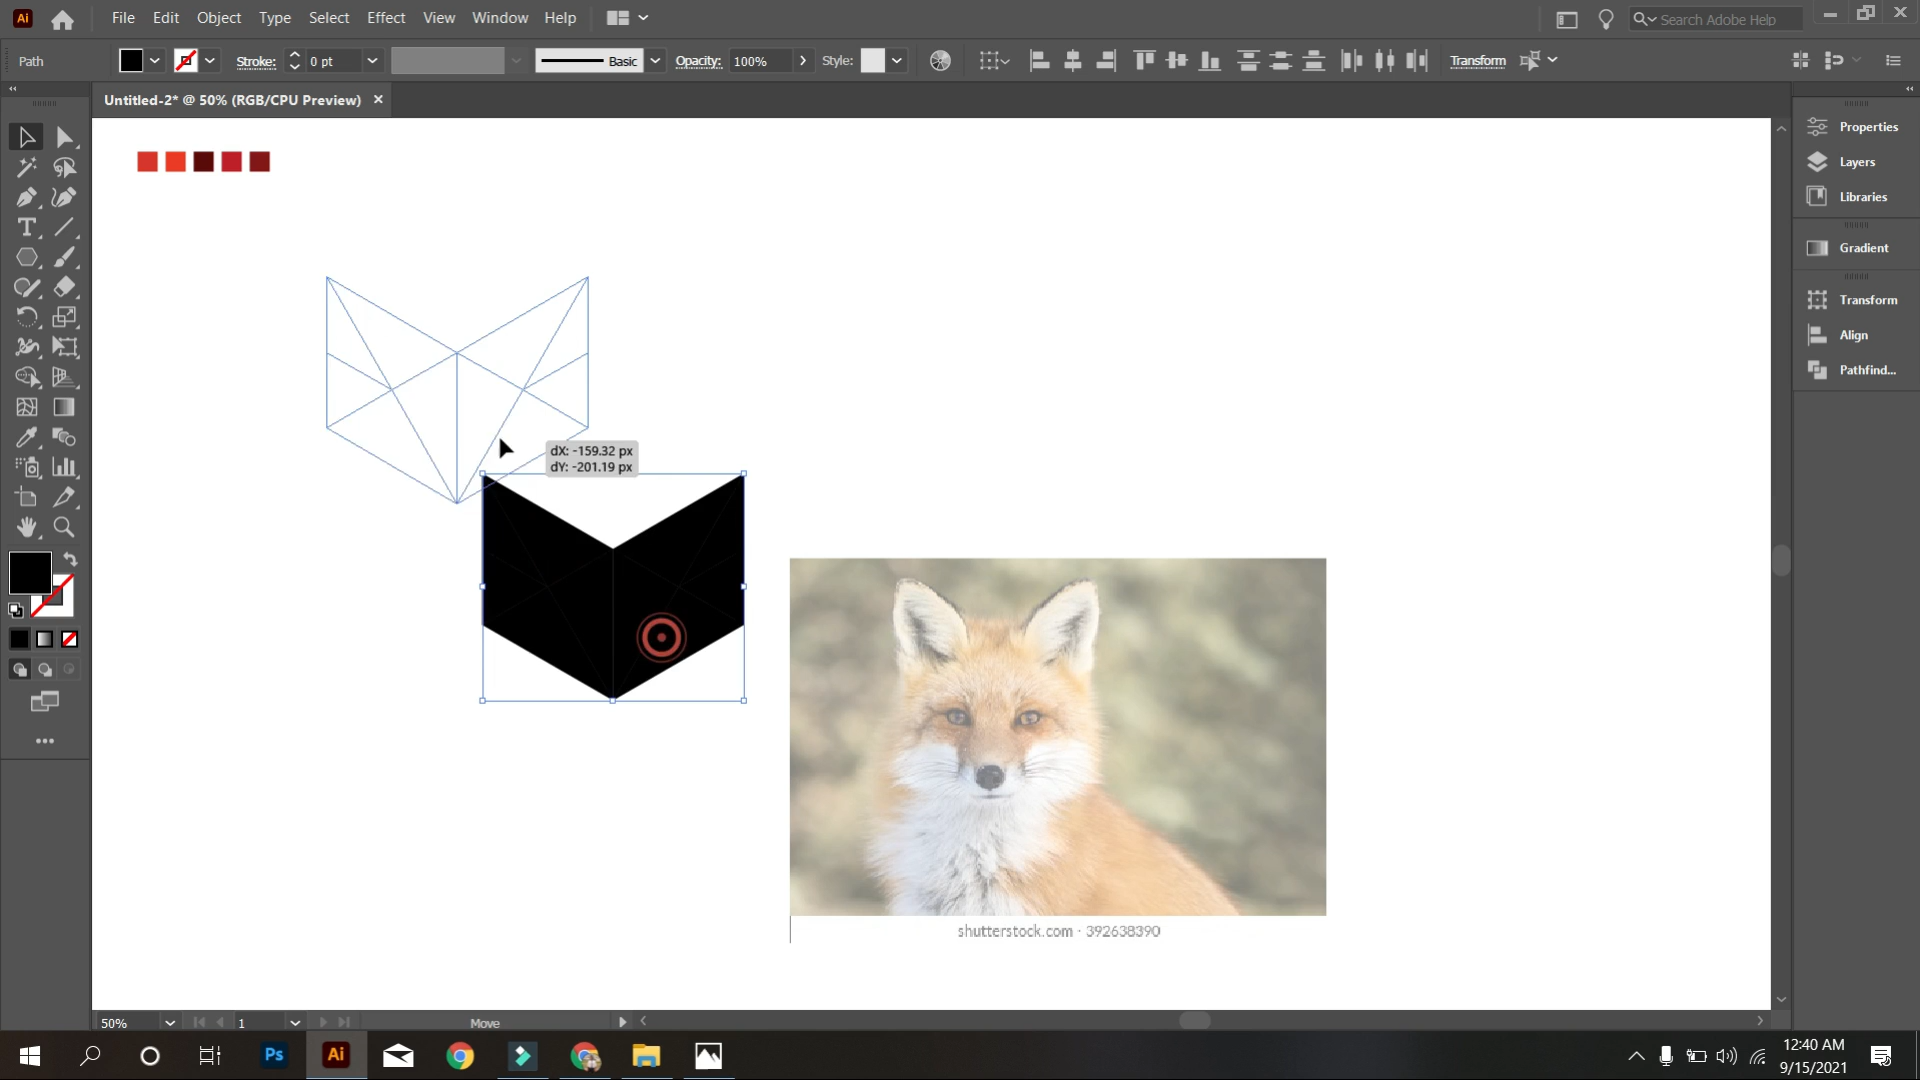 Ai File Edit Object Type Select Effect View Window Help Search Adobe Help
Path Stroke: 0 pt Basic Opacity: 100% Style: Transform
Untitled-2* @ 50% (RGB/CPU Preview)
Properties
Layers
Libraries
Gradient
Transform
Align
Pathfind...
dX: -159.32 px
dY: -201.19 px
shutterstock.com · 392638390
50% 1 Move
Ps Ai
12:40 AM
9/15/2021